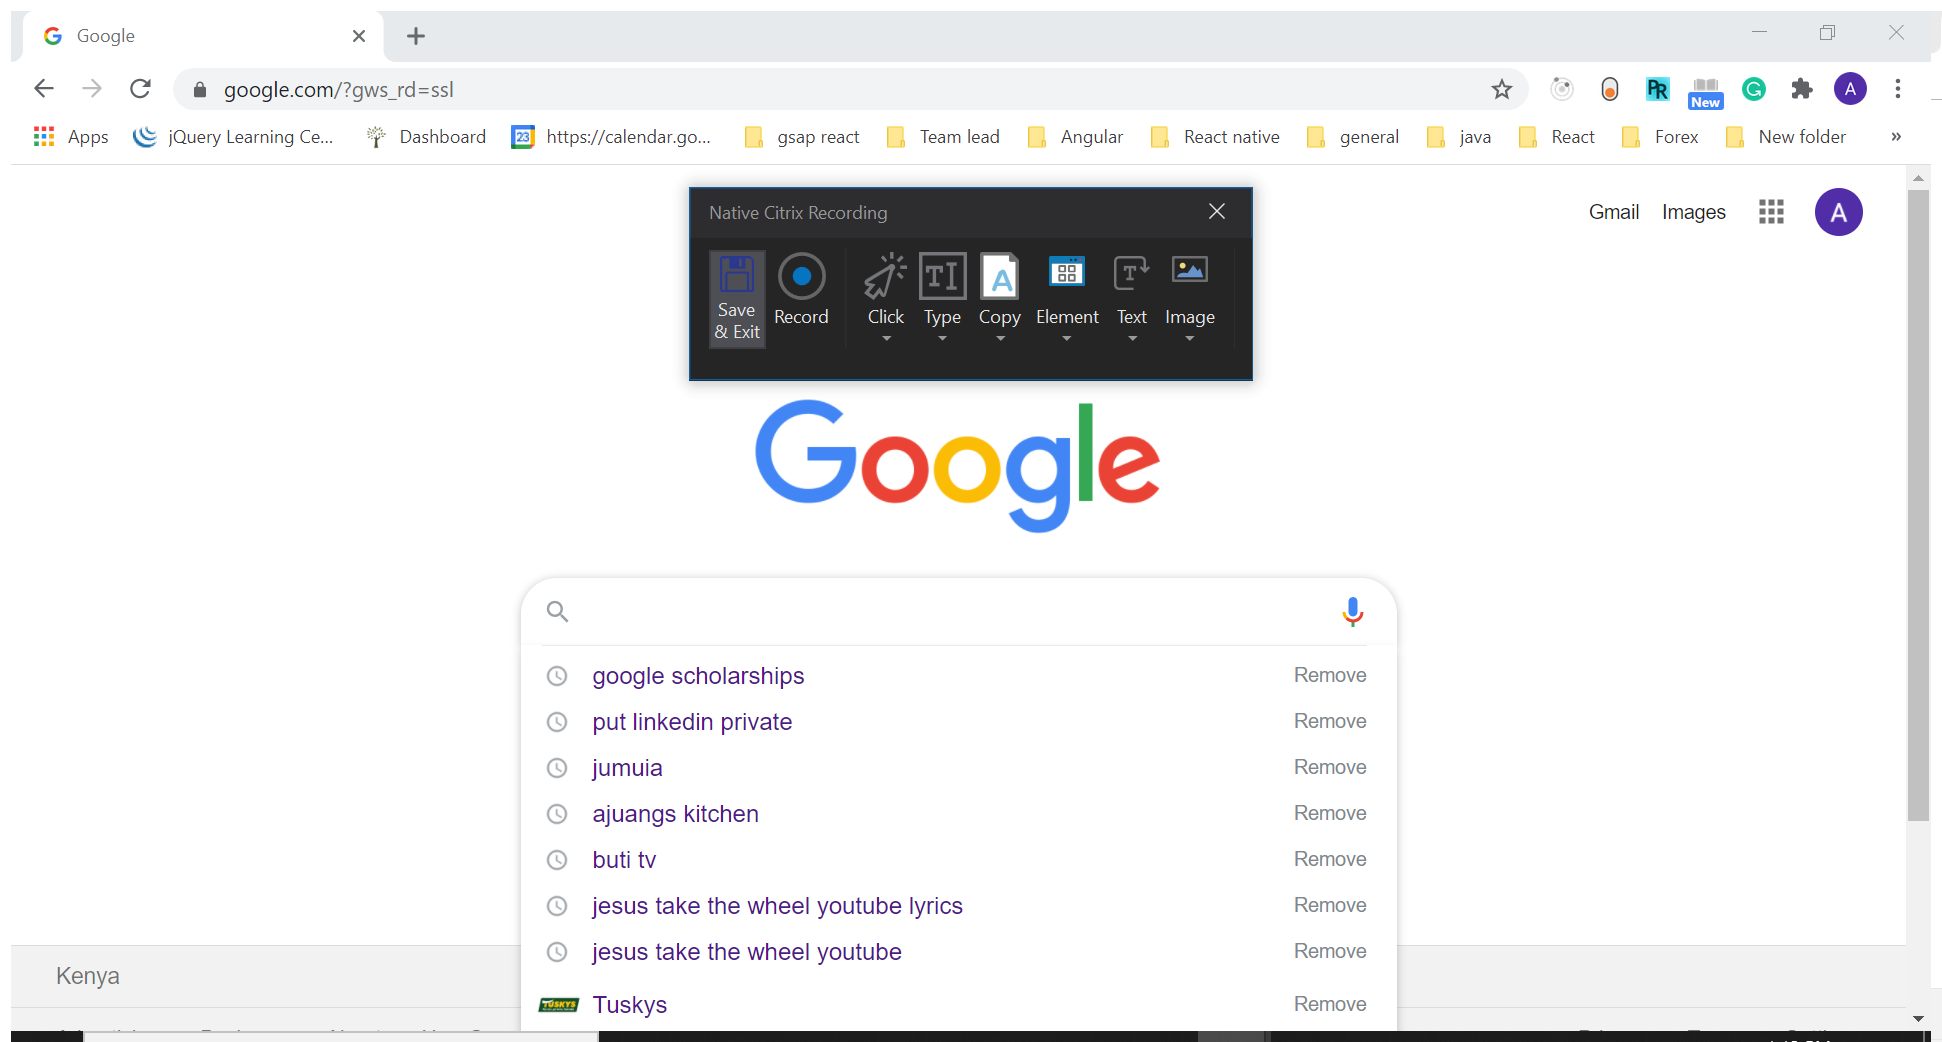 Google
google.com/?gws_rd=ssl
PR
New
A
Apps
jQuery Learning Ce...
Dashboard
23
https://calendar.go...
gsap react
Team lead
Angular
React native
general
java
React
Forex
New folder
»
Native Citrix Recording
Gmail
Images
A
Save
& Exit
Record
Click
Type
Copy
Element
Text
Image
Google
google scholarships Remove
put linkedin private Remove
jumuia Remove
ajuangs kitchen Remove
buti tv Remove
jesus take the wheel youtube lyrics Remove
jesus take the wheel youtube Remove
Kenya
TUSKYS
Tuskys Remove